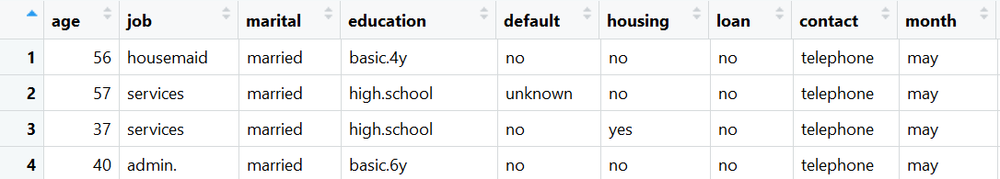 age job marital education default housing loan contact month
1 56 housemaid married basic.4y no no no telephone may
2 57 services married high.school unknown no no telephone may
3 37 services married high.school no yes no telephone may
4 40 admin. married basic.6y no no no telephone may